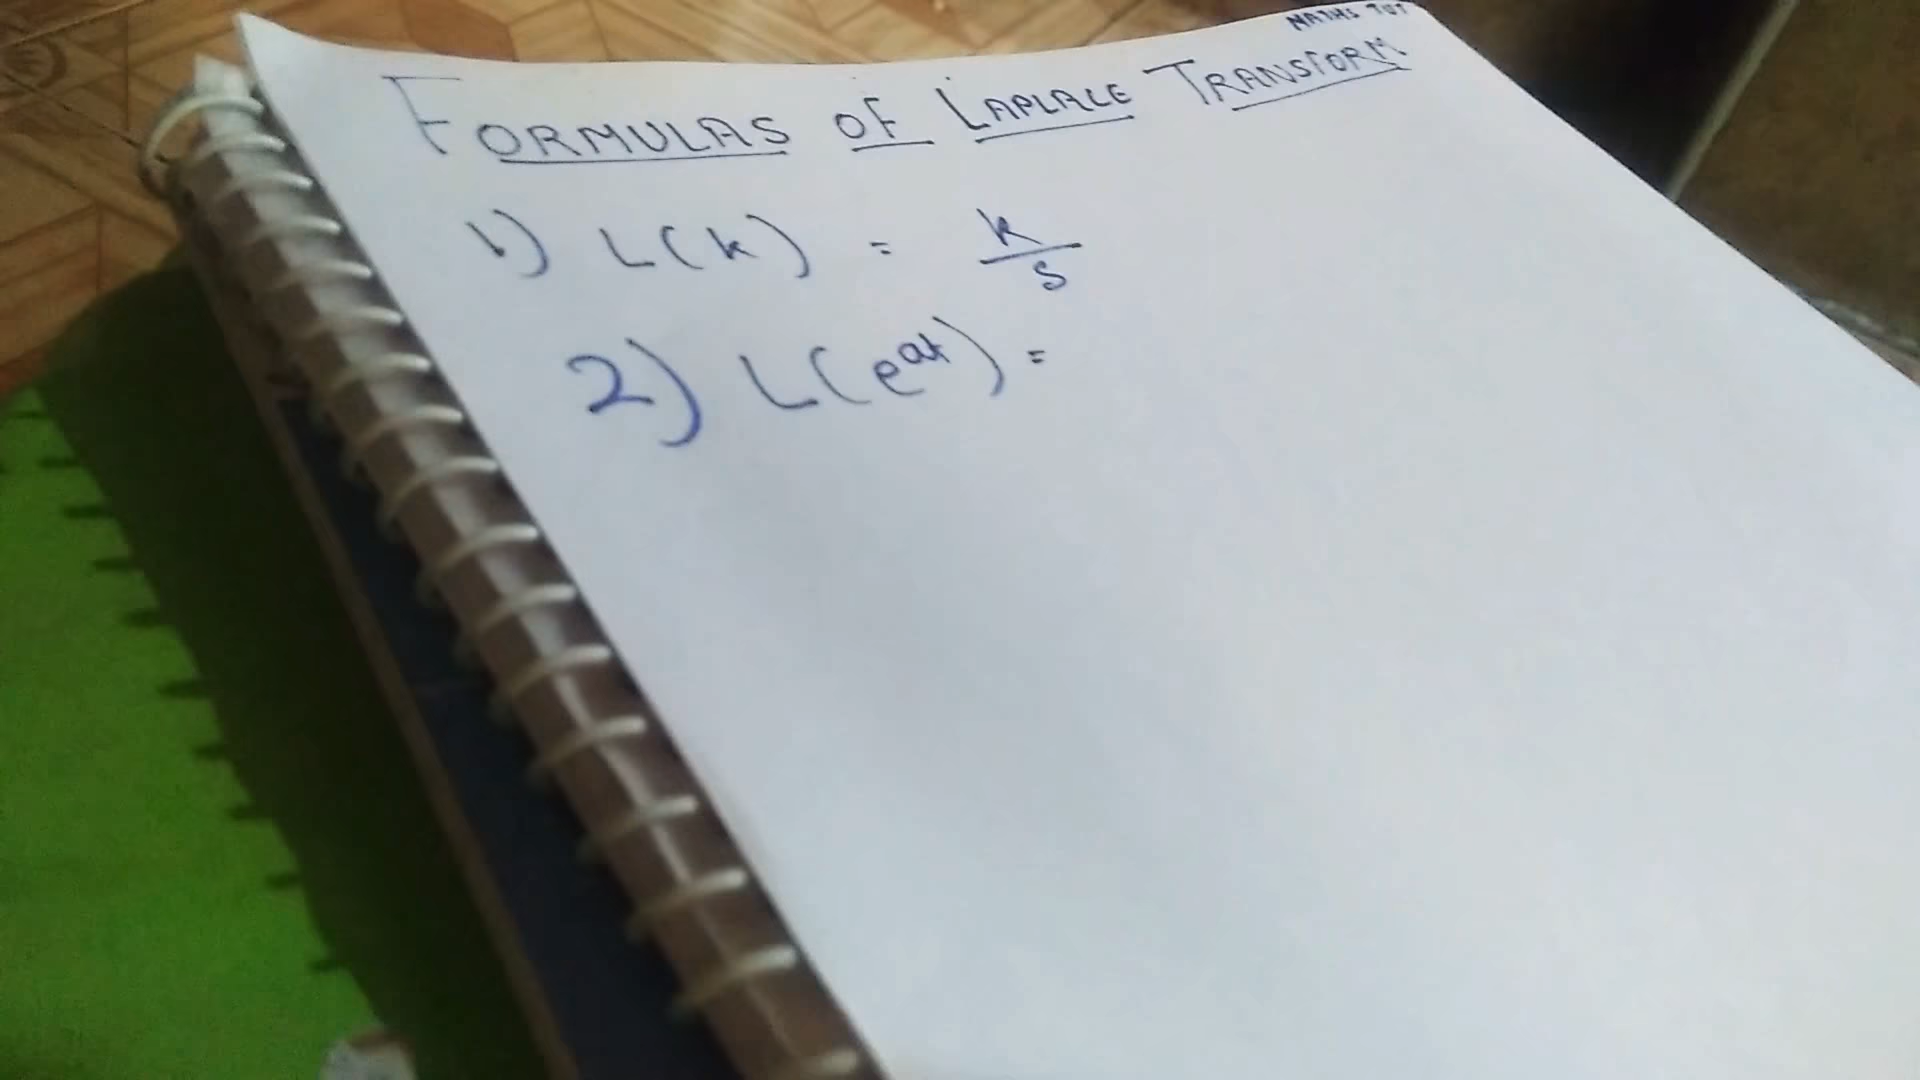 MATHS TUT
FORMULAS OF LAPLACE TRANSFORM
1) L(k) = k/s
2) L(e^at) =